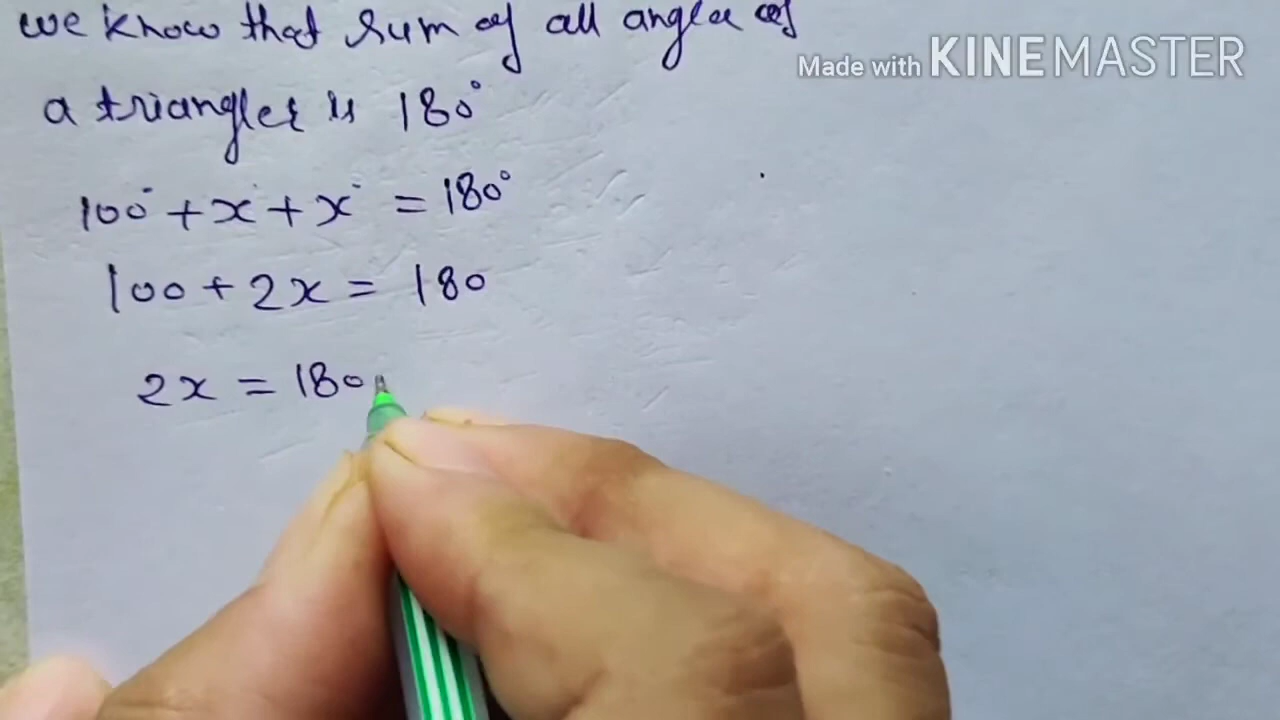 we know that sum of all angles of
Made with KINEMASTER
a triangles is 180°
100° + x° + x° = 180°
100 + 2x = 180
2x = 180